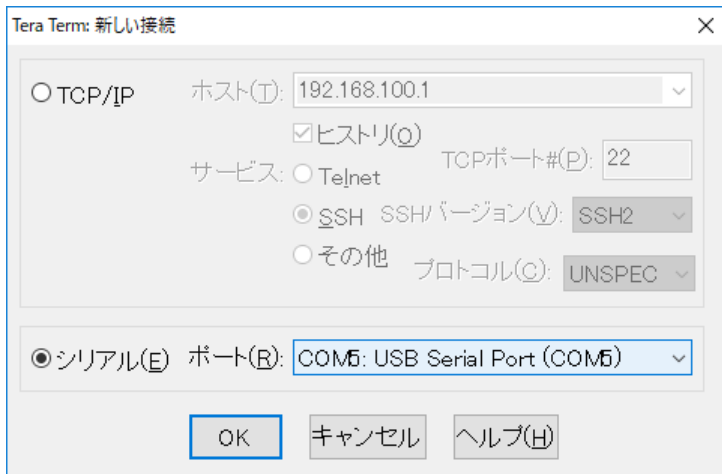 Tera Term: 新しい接続
TCP/IP ホスト(T): 192.168.100.1
ヒストリ(O)
サービス: Telnet TCPポート#(P): 22
SSH SSHバージョン(V): SSH2
その他 プロトコル(C): UNSPEC
シリアル(E) ポート(R): COM5: USB Serial Port (COM5)
OK キャンセル ヘルプ(H)